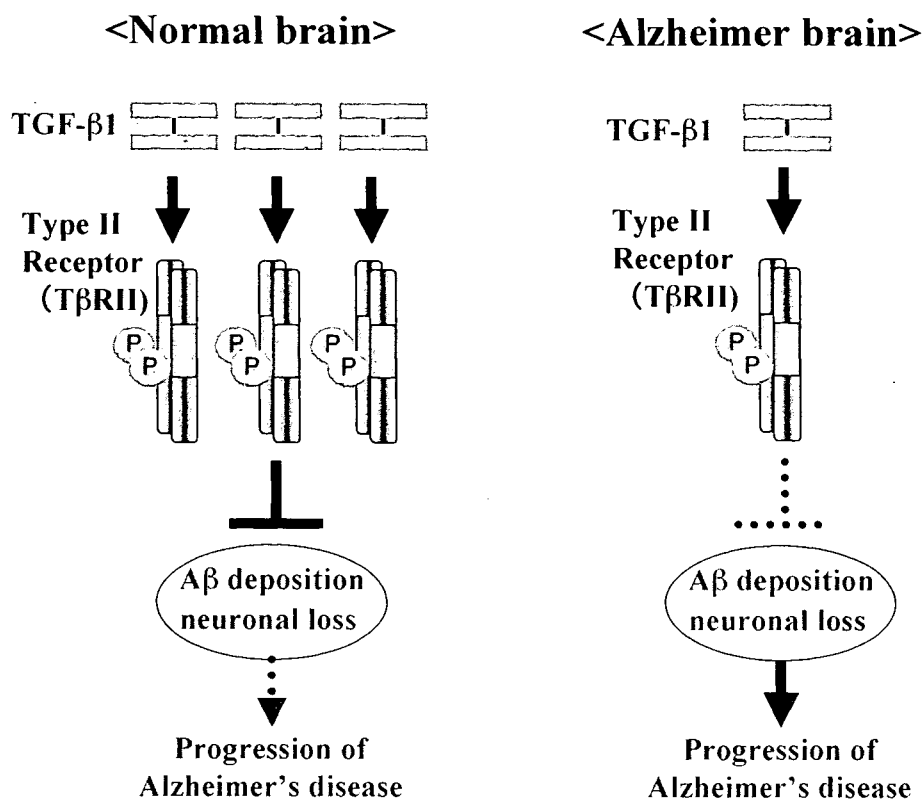 <Normal brain>
TGF-β1
Type II
Receptor
(TβRII)
P
P
P
P
P
P
Aβ deposition
neuronal loss
Progression of
Alzheimer's disease
<Alzheimer brain>
TGF-β1
Type II
Receptor
(TβRII)
P
P
Aβ deposition
neuronal loss
Progression of
Alzheimer's disease